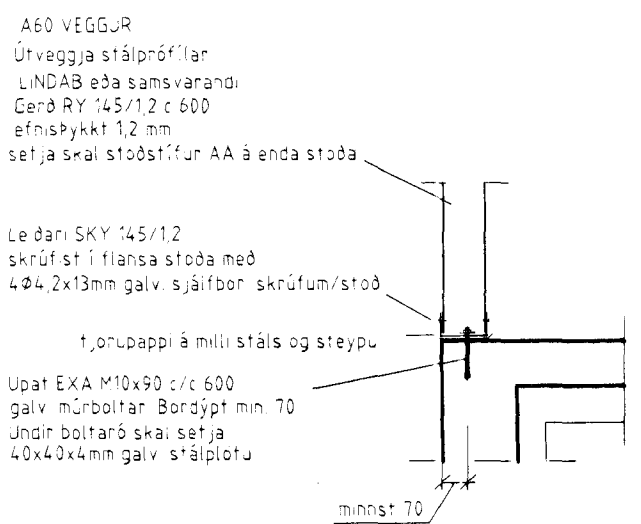 A60 VEGGUR
Útveggja stálprófílar
LINDAB eða samsvarandi
Gerð RY 145/1,2 c 600
efnisþykkt 1,2 mm
setja skal stoðstífur AA á enda stoða
Leiðari SKY 145/1,2
skrúfist í flansa stoða með
4Ø4,2x13mm galv. sjálfbor skrúfum/stoð
tjörupappi á milli stáls og steypu
Upat EXA M10x90 c/c 600
galv múrboltar Bordýpt min. 70
Undir boltaró skal setja
40x40x4mm galv stálplötu
minnst 70